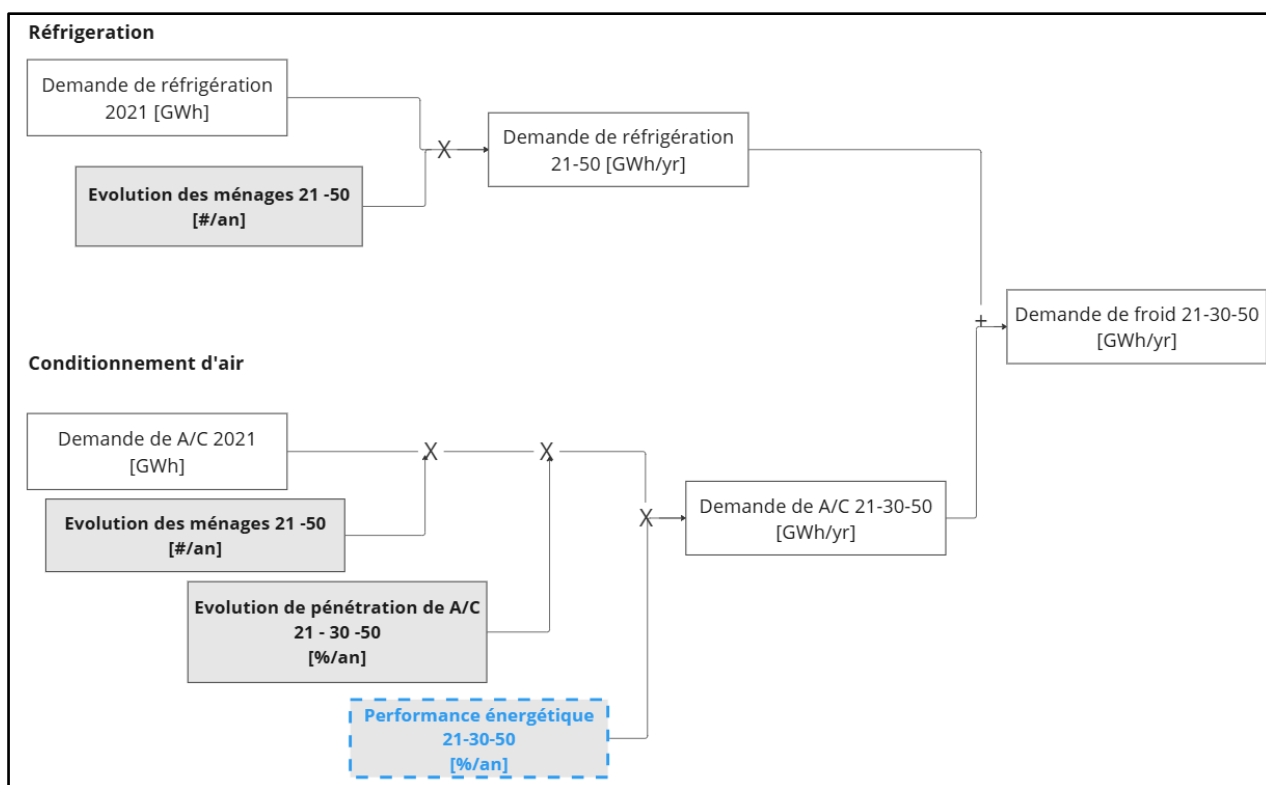 Réfrigeration
Demande de réfrigération
2021 [GWh]
X
Demande de réfrigération
21-50 [GWh/yr]
Evolution des ménages 21 -50
[#/an]
+
Demande de froid 21-30-50
[GWh/yr]
Conditionnement d'air
Demande de A/C 2021
[GWh]
X
X
Evolution des ménages 21 -50
[#/an]
X
Demande de A/C 21-30-50
[GWh/yr]
Evolution de pénétration de A/C
21 - 30 -50
[%/an]
Performance énergétique
21-30-50
[%/an]